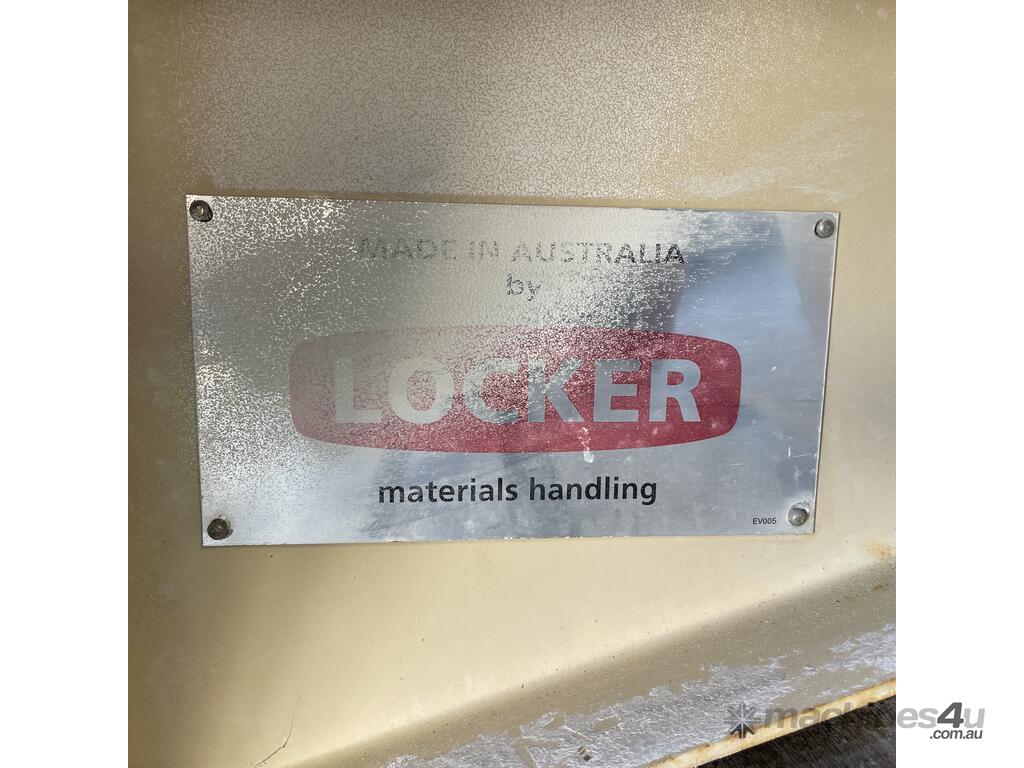 MADE IN AUSTRALIA
by
LOCKER
materials handling
EV005
machines4u
.com.au